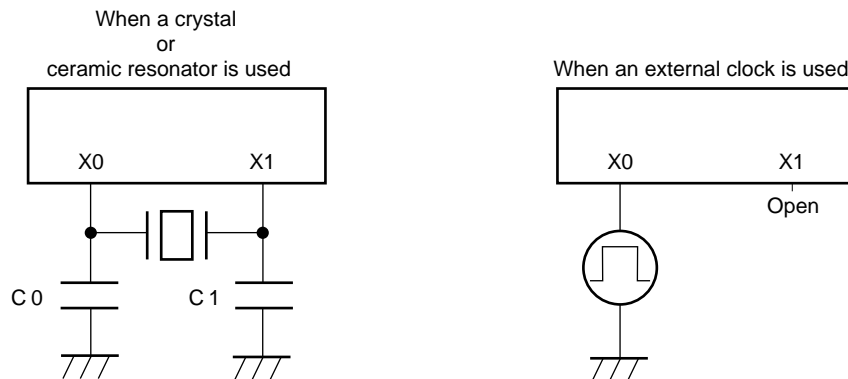 When a crystal
or
ceramic resonator is used
X0 X1
C 0 C 1
When an external clock is used
X0 X1
Open